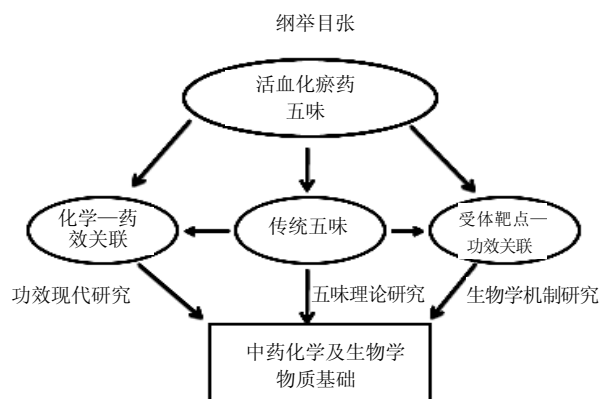 纲举目张
活血化瘀药
五味
化学—药
效关联
传统五味
受体靶点—
功效关联
功效现代研究
五味理论研究
生物学机制研究
中药化学及生物学
物质基础